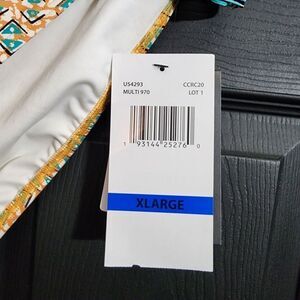 US4293 CCRC20
MULTI 970 LOT 1
1 93144 25276 0
XLARGE